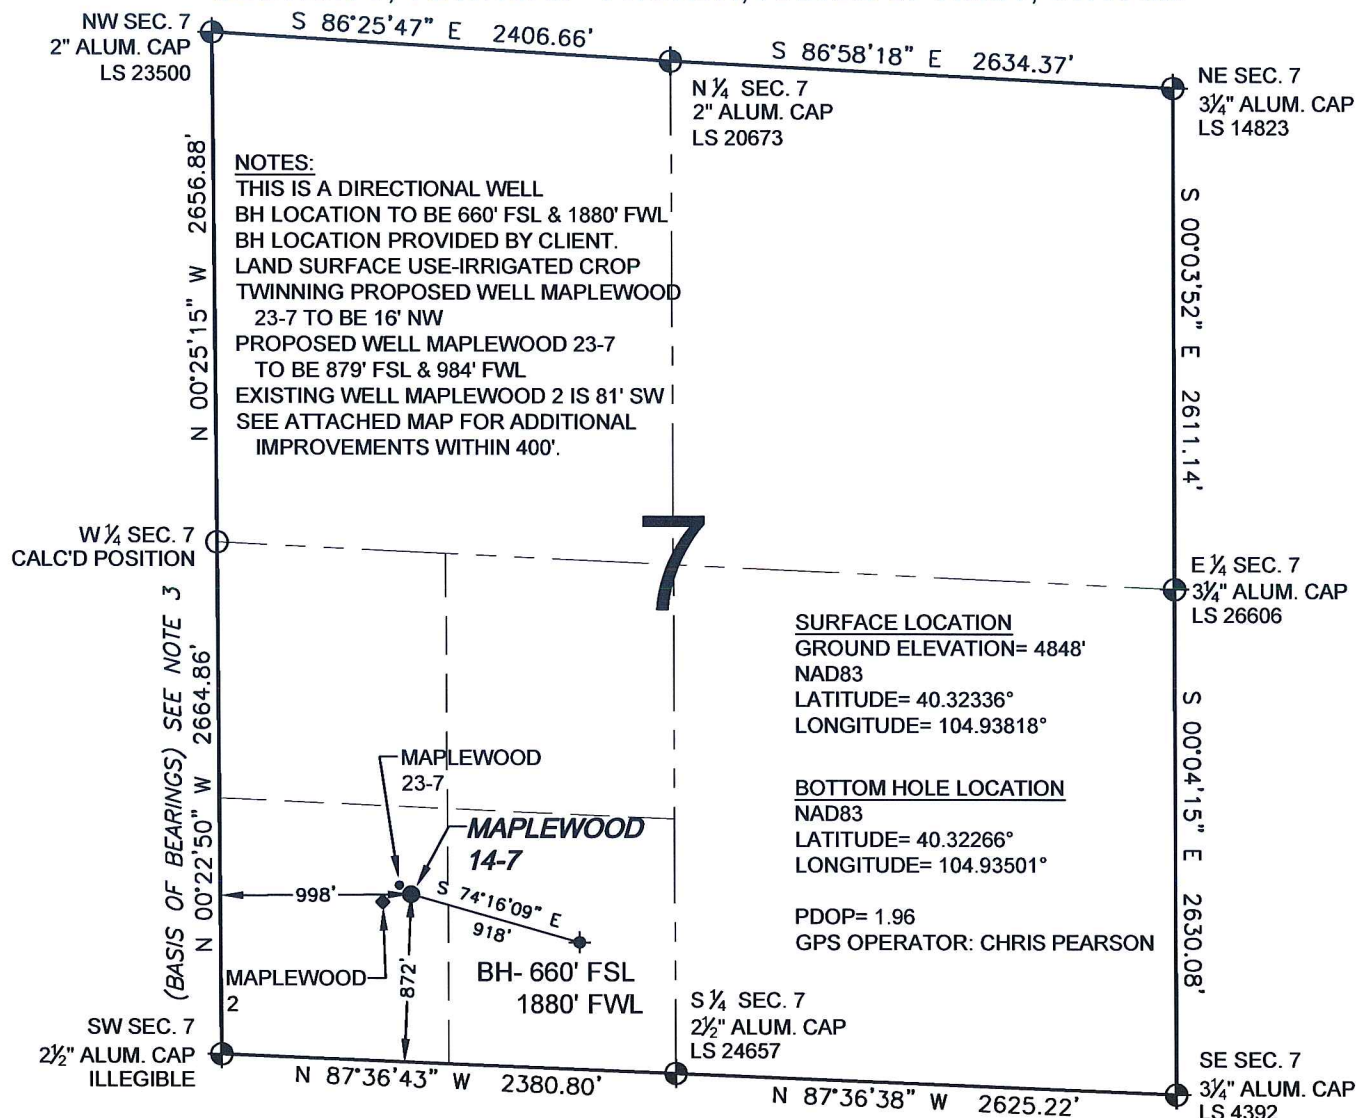 NW SEC. 7
2" ALUM. CAP
LS 23500
S 86°25'47" E 2406.66'
S 86°58'18" E 2634.37'
N ¼ SEC. 7
2" ALUM. CAP
LS 20673
NE SEC. 7
3¼" ALUM. CAP
LS 14823
N 00°25'15" W 2656.88'
NOTES:
THIS IS A DIRECTIONAL WELL
BH LOCATION TO BE 660' FSL & 1880' FWL
BH LOCATION PROVIDED BY CLIENT.
LAND SURFACE USE-IRRIGATED CROP
TWINNING PROPOSED WELL MAPLEWOOD
23-7 TO BE 16' NW
PROPOSED WELL MAPLEWOOD 23-7
TO BE 879' FSL & 984' FWL
EXISTING WELL MAPLEWOOD 2 IS 81' SW
SEE ATTACHED MAP FOR ADDITIONAL
IMPROVEMENTS WITHIN 400'.
S 00°03'52" E 2611.14'
W ¼ SEC. 7
CALC'D POSITION
7
E ¼ SEC. 7
3¼" ALUM. CAP
LS 26606
(BASIS OF BEARINGS) SEE NOTE 3
N 00°22'50" W 2664.86'
SURFACE LOCATION
GROUND ELEVATION= 4848'
NAD83
LATITUDE= 40.32336°
LONGITUDE= 104.93818°
BOTTOM HOLE LOCATION
NAD83
LATITUDE= 40.32266°
LONGITUDE= 104.93501°
PDOP= 1.96
GPS OPERATOR: CHRIS PEARSON
S 00°04'15" E 2630.08'
MAPLEWOOD
23-7
MAPLEWOOD
14-7
998'
S 74°16'09" E
918'
872'
BH- 660' FSL
1880' FWL
MAPLEWOOD
2
SW SEC. 7
2½" ALUM. CAP
ILLEGIBLE
N 87°36'43" W 2380.80'
S ¼ SEC. 7
2½" ALUM. CAP
LS 24657
N 87°36'38" W 2625.22'
SE SEC. 7
3¼" ALUM. CAP
LS 4392